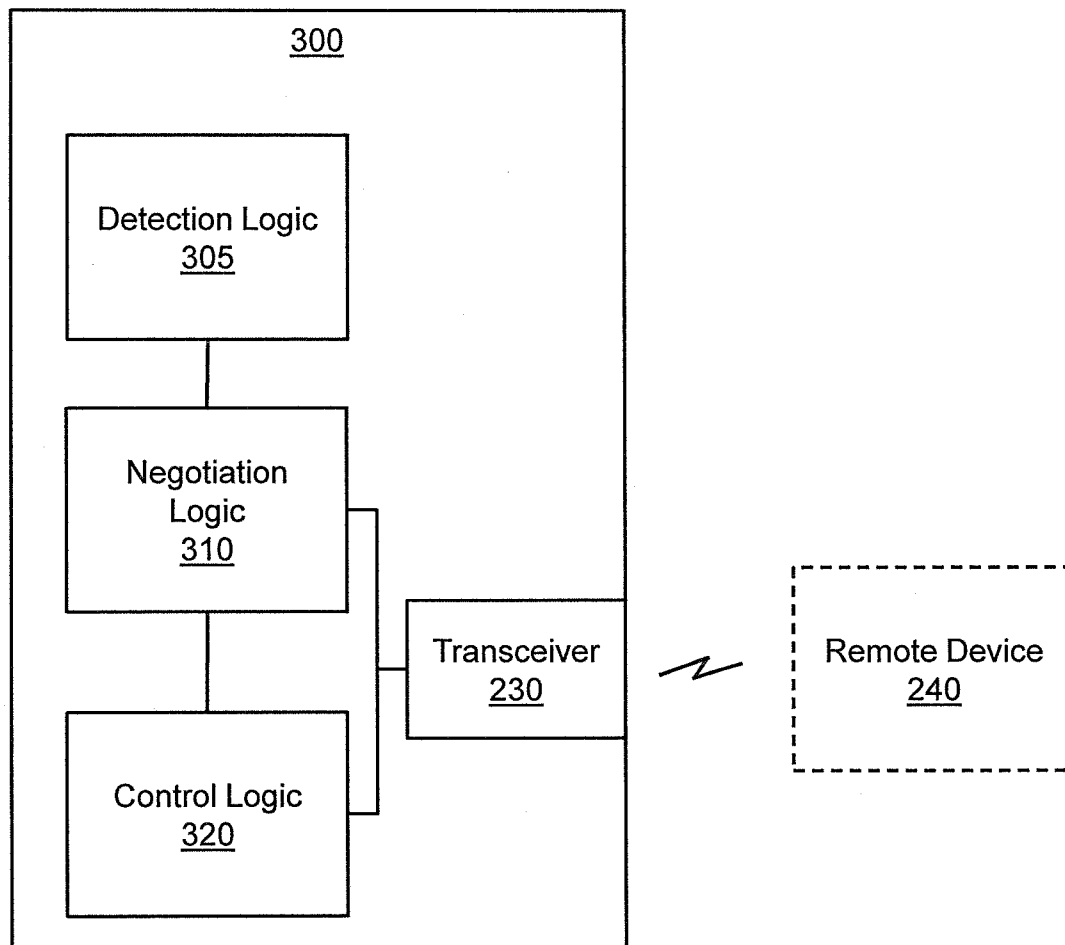 300
Detection Logic
305
Negotiation
Logic
310
Transceiver
230
Remote Device
240
Control Logic
320